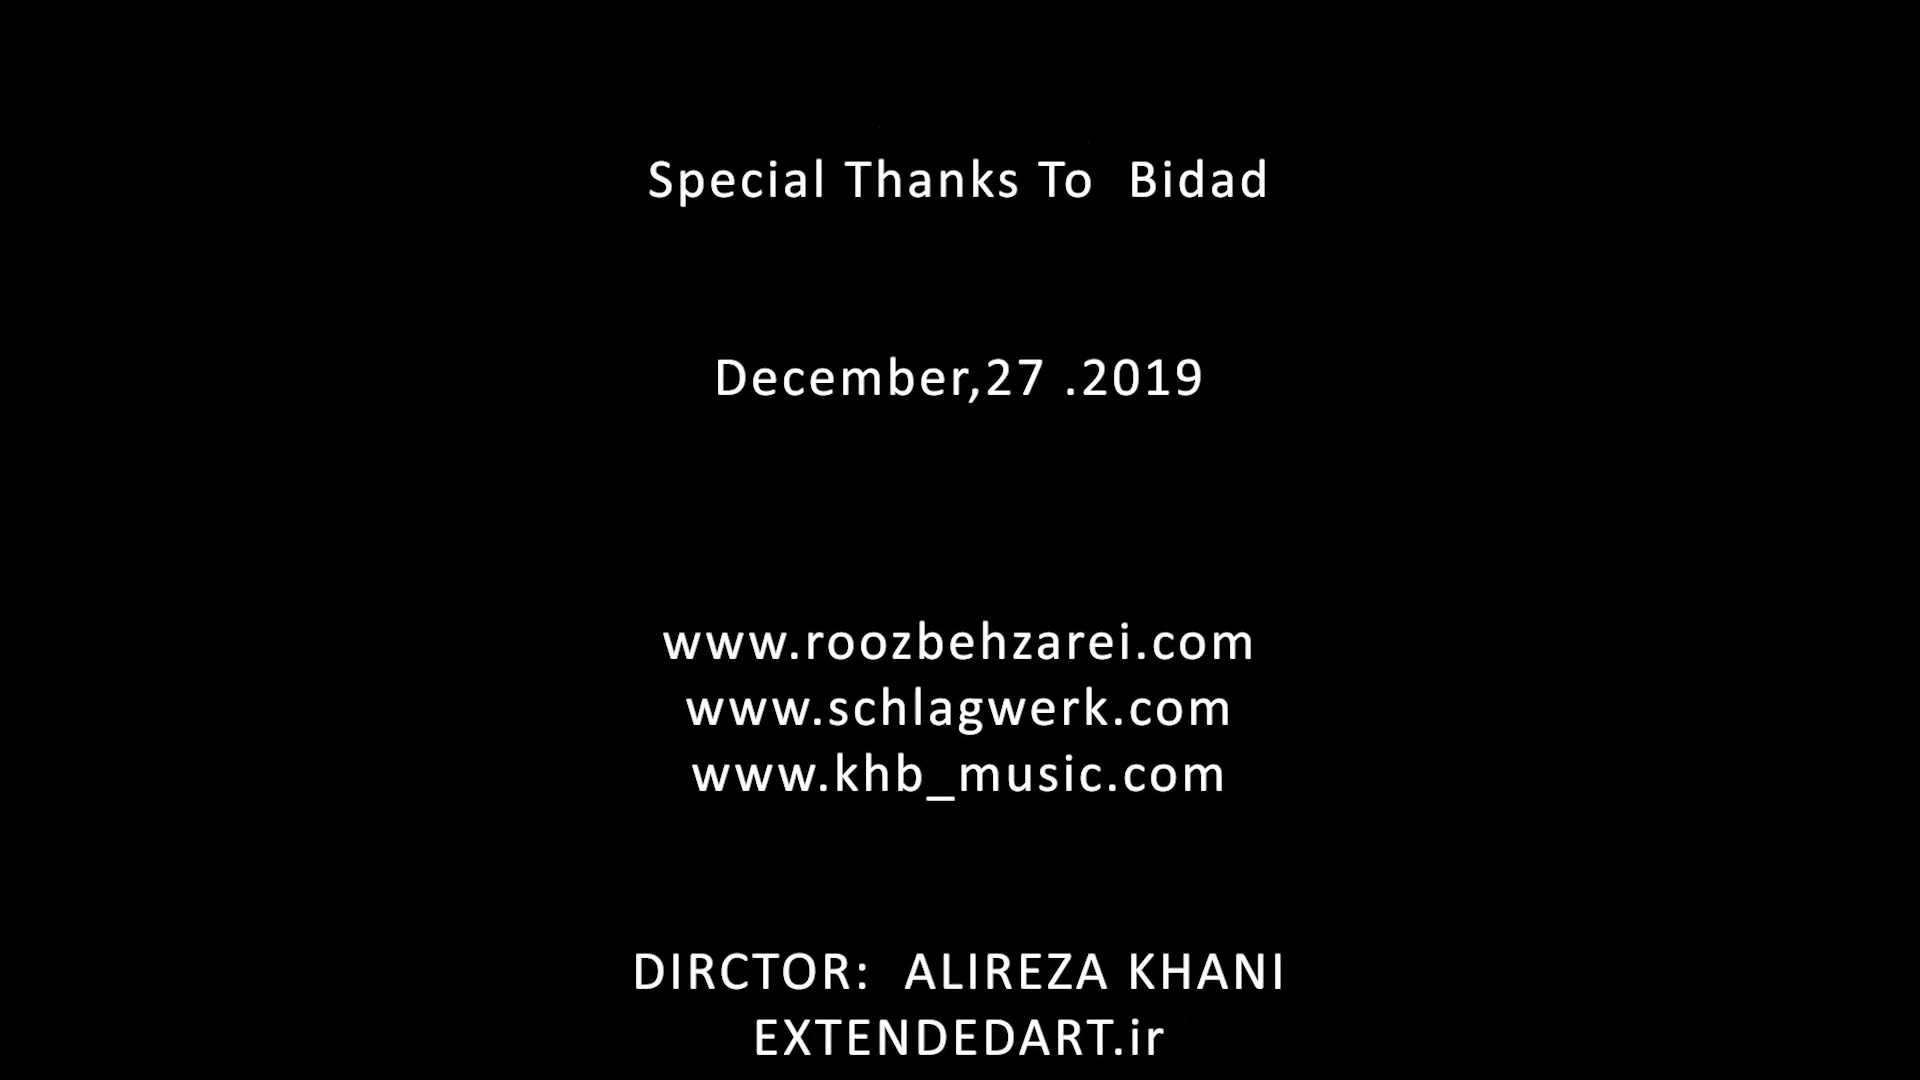 Special Thanks To  Bidad
December,27 .2019
www.roozbehzarei.com
www.schlagwerk.com
www.khb_music.com
DIRCTOR:  ALIREZA KHANI
EXTENDEDART.ir